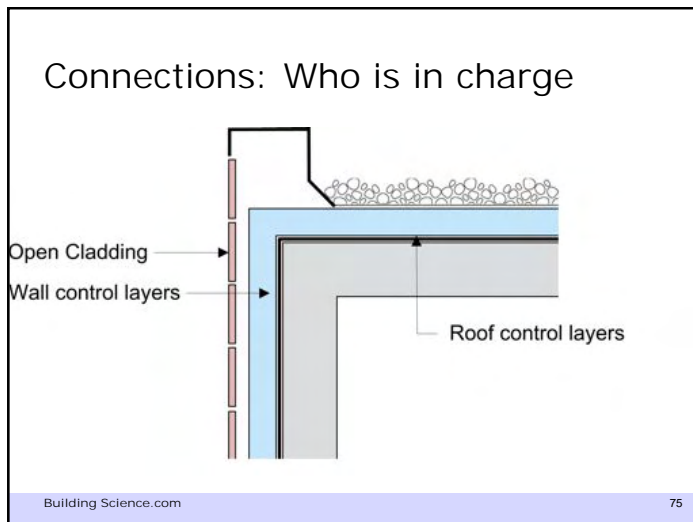 Connections: Who is in charge
Open Cladding
Wall control layers
Roof control layers
Building Science.com
75